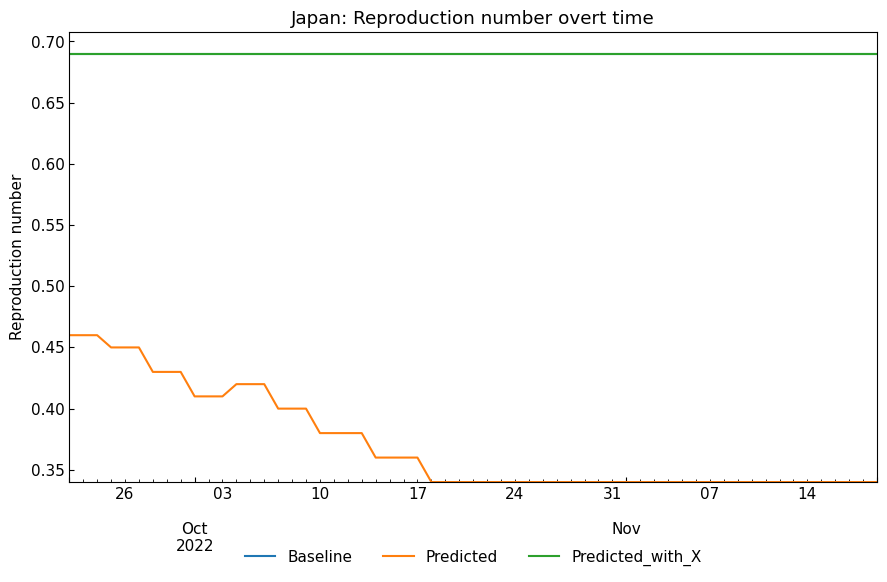 Japan: Reproduction number overt time
Reproduction number
0.70
0.65
0.60
0.55
0.50
0.45
0.40
0.35
26 03 10 17 24 31 07 14
Oct Nov
2022
Baseline Predicted Predicted_with_X